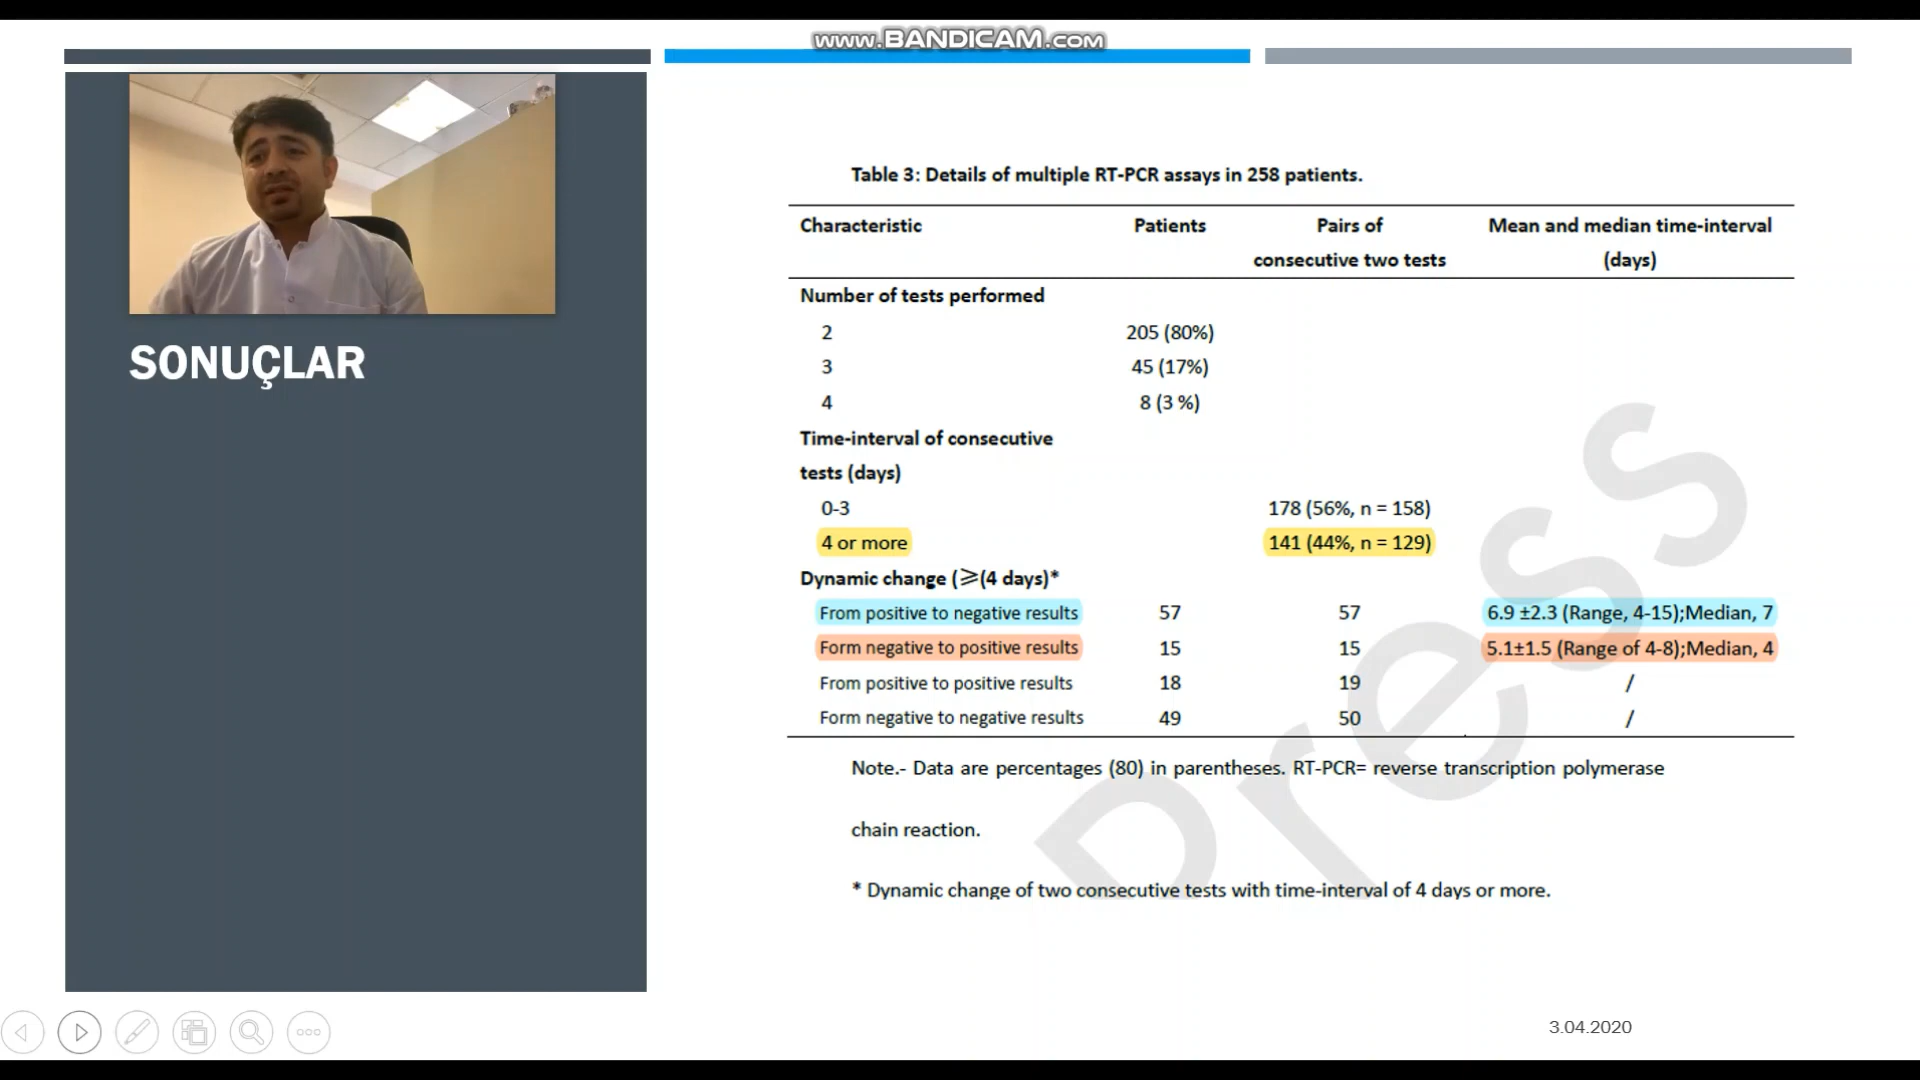 www.BANDICAM.com
SONUÇLAR
Table 3: Details of multiple RT-PCR assays in 258 patients.
Characteristic Patients Pairs of consecutive two tests Mean and median time-interval (days)
Number of tests performed
2 205 (80%)
3 45 (17%)
4 8 (3 %)
Time-interval of consecutive
tests (days)
0-3 178 (56%, n = 158)
4 or more 141 (44%, n = 129)
Dynamic change (⩾(4 days)*
From positive to negative results 57 57 6.9 ±2.3 (Range, 4-15);Median, 7
Form negative to positive results 15 15 5.1±1.5 (Range of 4-8);Median, 4
From positive to positive results 18 19 /
Form negative to negative results 49 50 /
Note.- Data are percentages (80) in parentheses. RT-PCR= reverse transcription polymerase
chain reaction.
* Dynamic change of two consecutive tests with time-interval of 4 days or more.
Press
3.04.2020